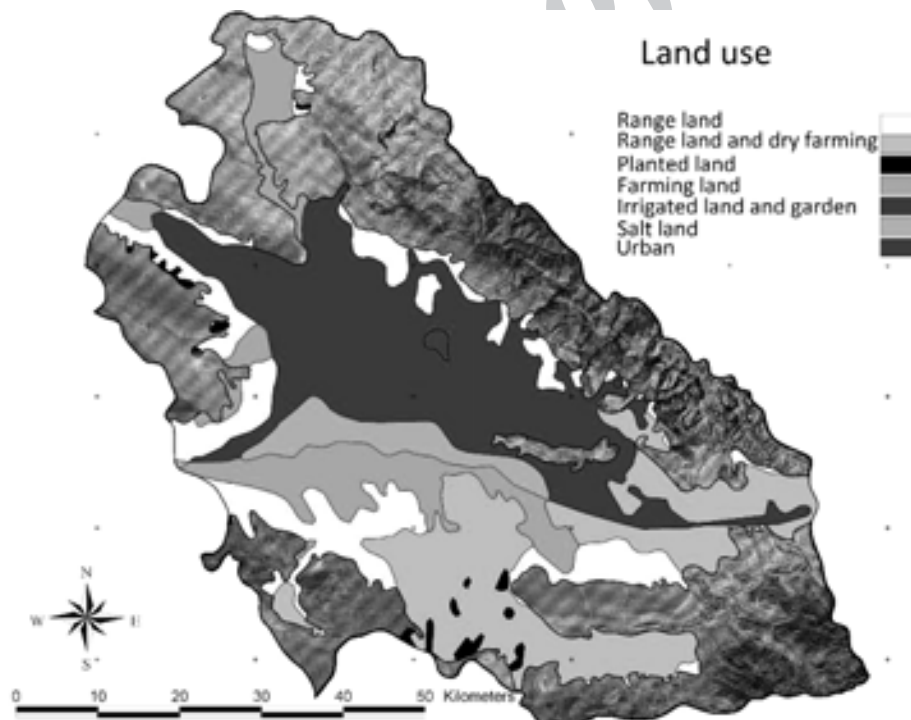 Land use
Range land
Range land and dry farming
Planted land
Farming land
Irrigated land and garden
Salt land
Urban
N
W E
S
0 10 20 30 40 50 Kilometers